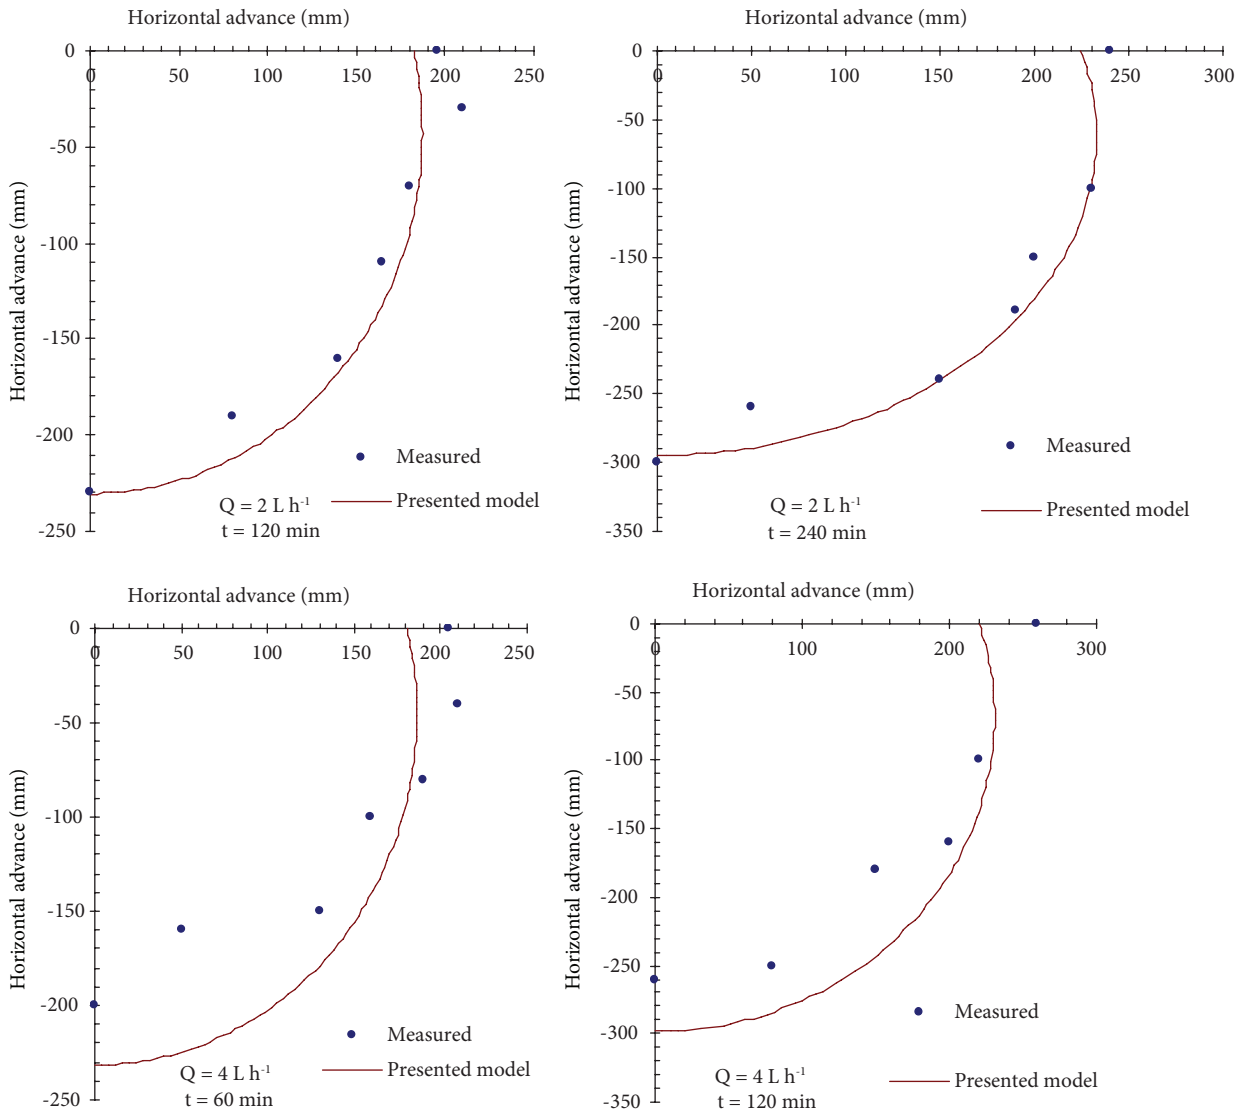 Horizontal advance (mm)
0
0 50 100 150 200 250
-50
-100
-150
-200
-250
Horizontal advance (mm)
Measured
Presented model
Q = 2 L h-1
t = 120 min
Horizontal advance (mm)
0
0 50 100 150 200 250 300
-50
-100
-150
-200
-250
-300
-350
Horizontal advance (mm)
Measured
Presented model
Q = 2 L h-1
t = 240 min
Horizontal advance (mm)
0
0 50 100 150 200 250
-50
-100
-150
-200
-250
Horizontal advance (mm)
Measured
Presented model
Q = 4 L h-1
t = 60 min
Horizontal advance (mm)
0
0 100 200 300
-50
-100
-150
-200
-250
-300
-350
Horizontal advance (mm)
Measured
Presented model
Q = 4 L h-1
t = 120 min